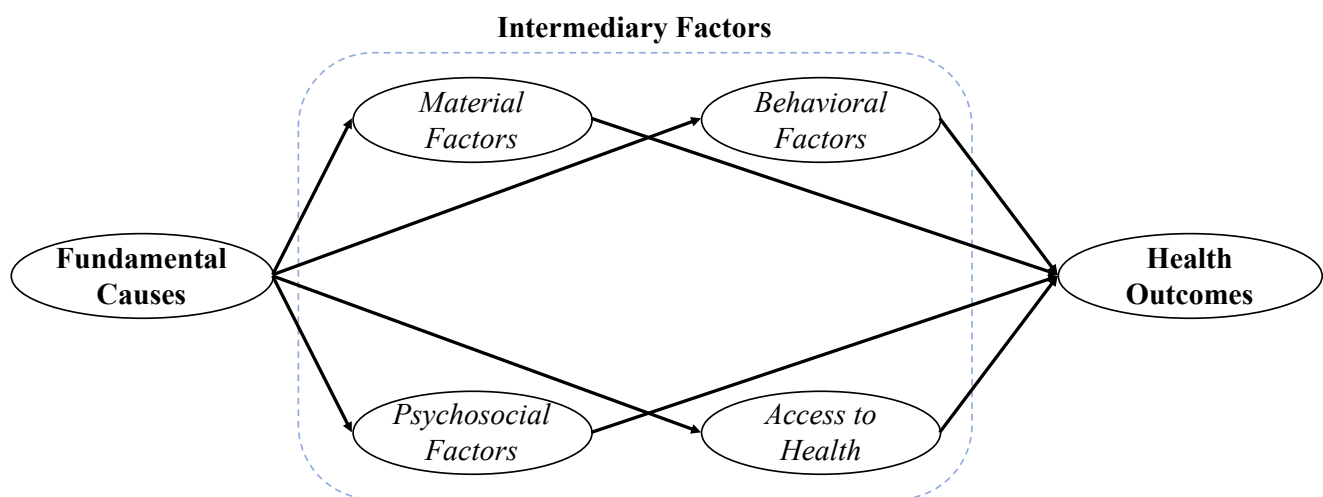 Intermediary Factors
Material
Factors
Behavioral
Factors
Fundamental
Causes
Health
Outcomes
Psychosocial
Factors
Access to
Health